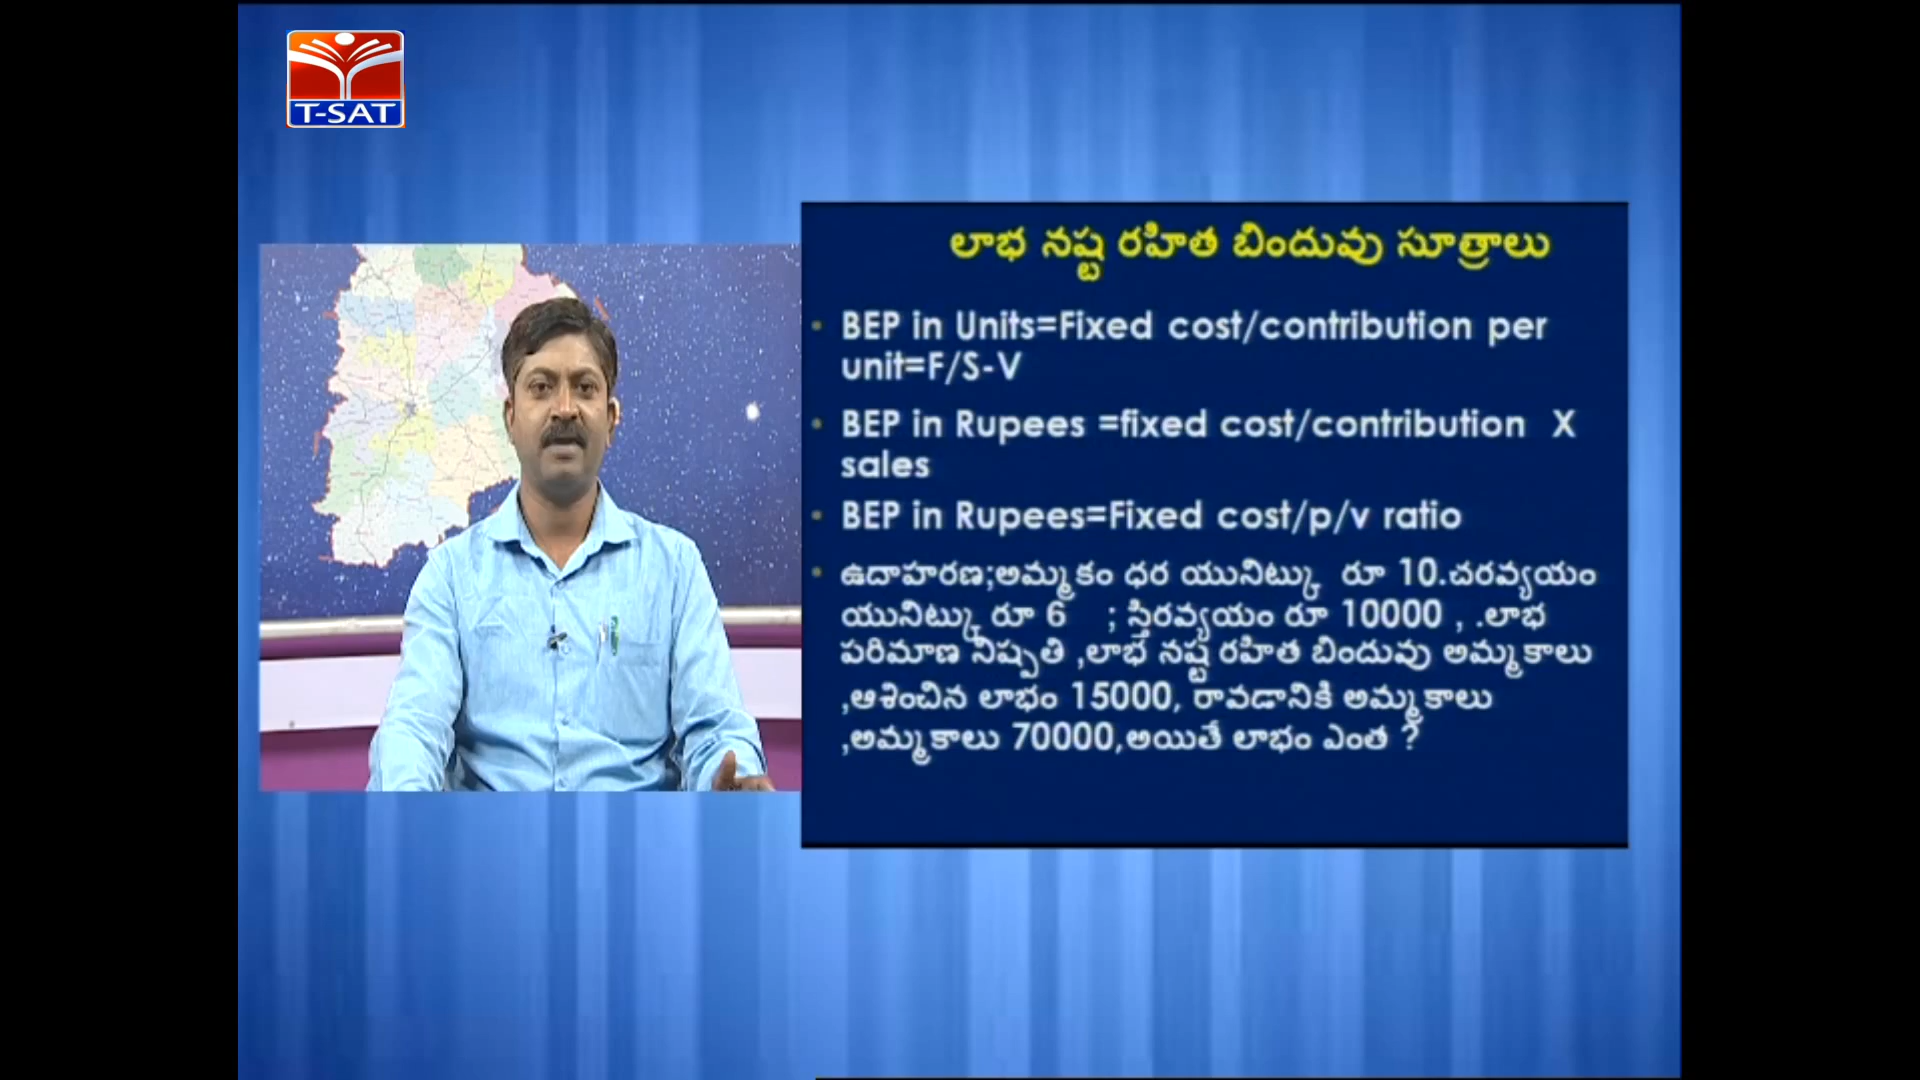 T-SAT
లాభ నష్ట రహిత బిందువు సూత్రాలు
BEP in Units=Fixed cost/contribution per
unit=F/S-V
BEP in Rupees =fixed cost/contribution X
sales
BEP in Rupees=Fixed cost/p/v ratio
ఉదాహరణ;అమ్మకం ధర యునిట్కు రూ 10.చరవ్యయం
యునిట్కు రూ 6 ; స్తిరవ్యయం రూ 10000 , .లాభ
పరిమాణ నిష్పతి ,లాభ నష్ట రహిత బిందువు అమ్మకాలు
,ఆశించిన లాభం 15000, రావడానికి అమ్మకాలు
,అమ్మకాలు 70000,అయితే లాభం ఎంత ?